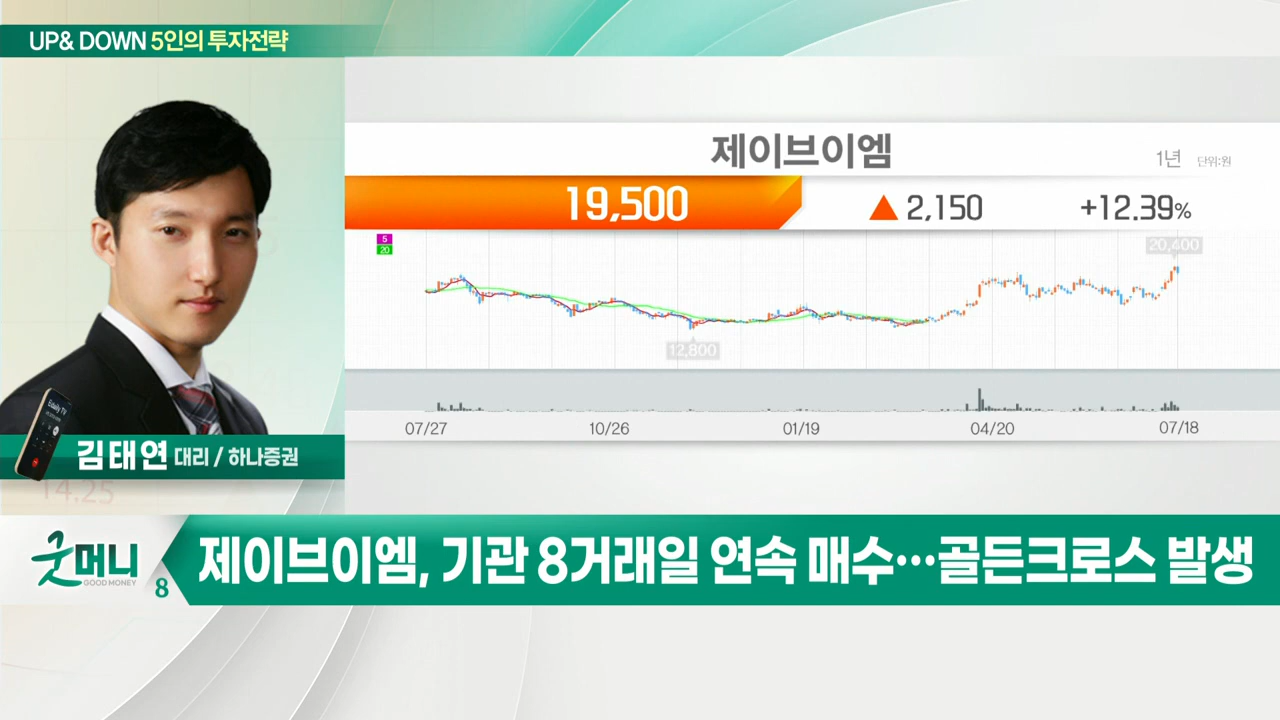 UP& DOWN 5인의 투자전략
제이브이엠
1년 단위:원
19,500 ▲ 2,150 +12.39%
5
20
20,400
12,800
07/27 10/26 01/19 04/20 07/18
김태연 대리 / 하나증권
14.25
굿머니
GOOD MONEY
8
제이브이엠, 기관 8거래일 연속 매수…골든크로스 발생